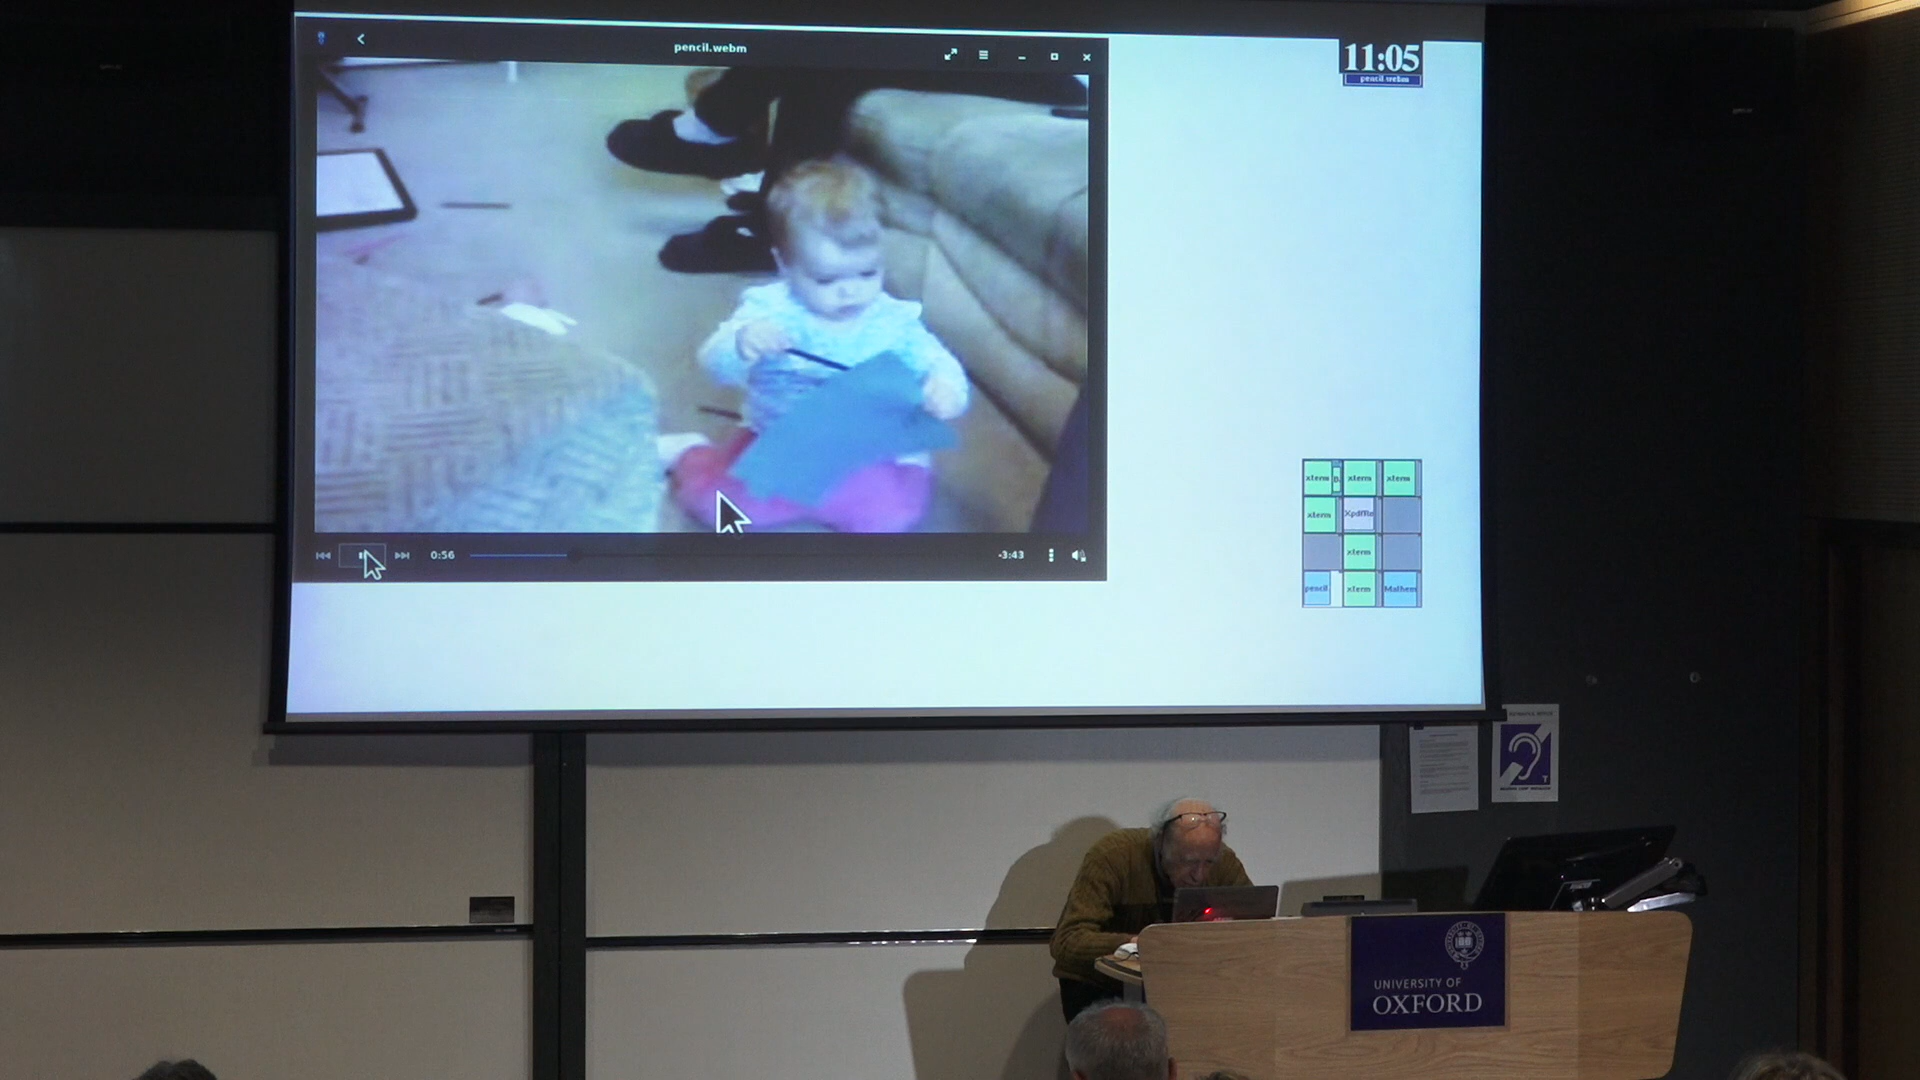 pencil.webm
11:05
pencil.webm
xterm
xterm
xterm
xterm
XpdfRe
xterm
pencil
xterm
Mathem
0:56
-3:43
T
UNIVERSITY OF
OXFORD